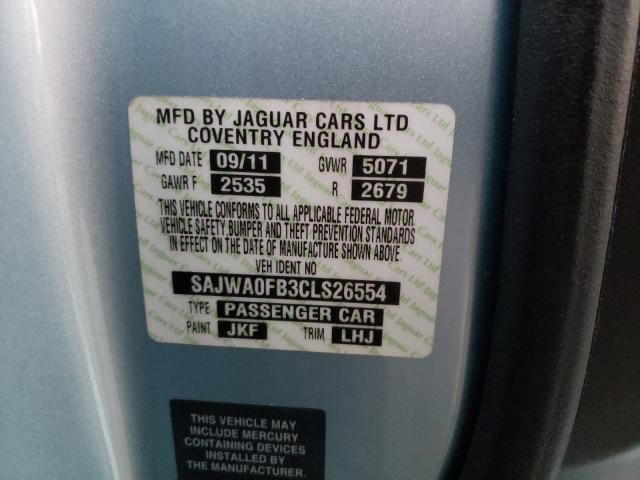 MFD BY JAGUAR CARS LTD
COVENTRY ENGLAND
MFD DATE 09/11 GVWR 5071
GAWR F 2535 R 2679
THIS VEHICLE CONFORMS TO ALL APPLICABLE FEDERAL MOTOR
VEHICLE SAFETY,BUMPER AND THEFT PREVENTION STANDARDS
IN EFFECT ON THE DATE OF MANUFACTURE SHOWN ABOVE.
VEH IDENT NO
SAJWA0FB3CLS26554
TYPE PASSENGER CAR
PAINT JKF TRIM LHJ
THIS VEHICLE MAY
INCLUDE MERCURY
CONTAINING DEVICES
INSTALLED BY
THE MANUFACTURER.